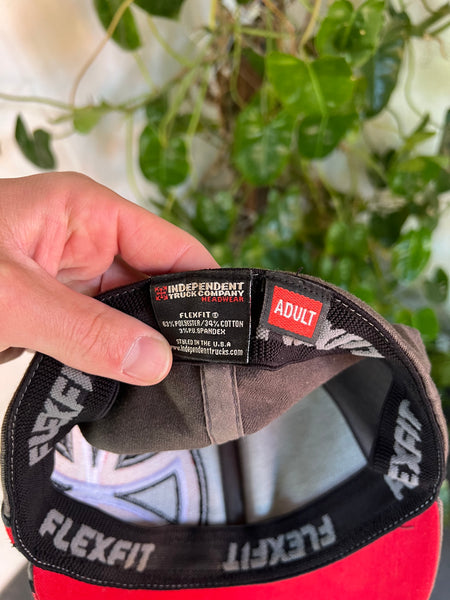 INDEPENDENT
TRUCK COMPANY
HEADWEAR
FLEXFIT ®
63% POLYESTER/34% COTTON
3% P.U. SPANDEX
STYLED IN THE U.S.A
www.independenttrucks.com
ADULT
FLEXFIT
FLEXFIT
FLEXFIT
FLEXFIT